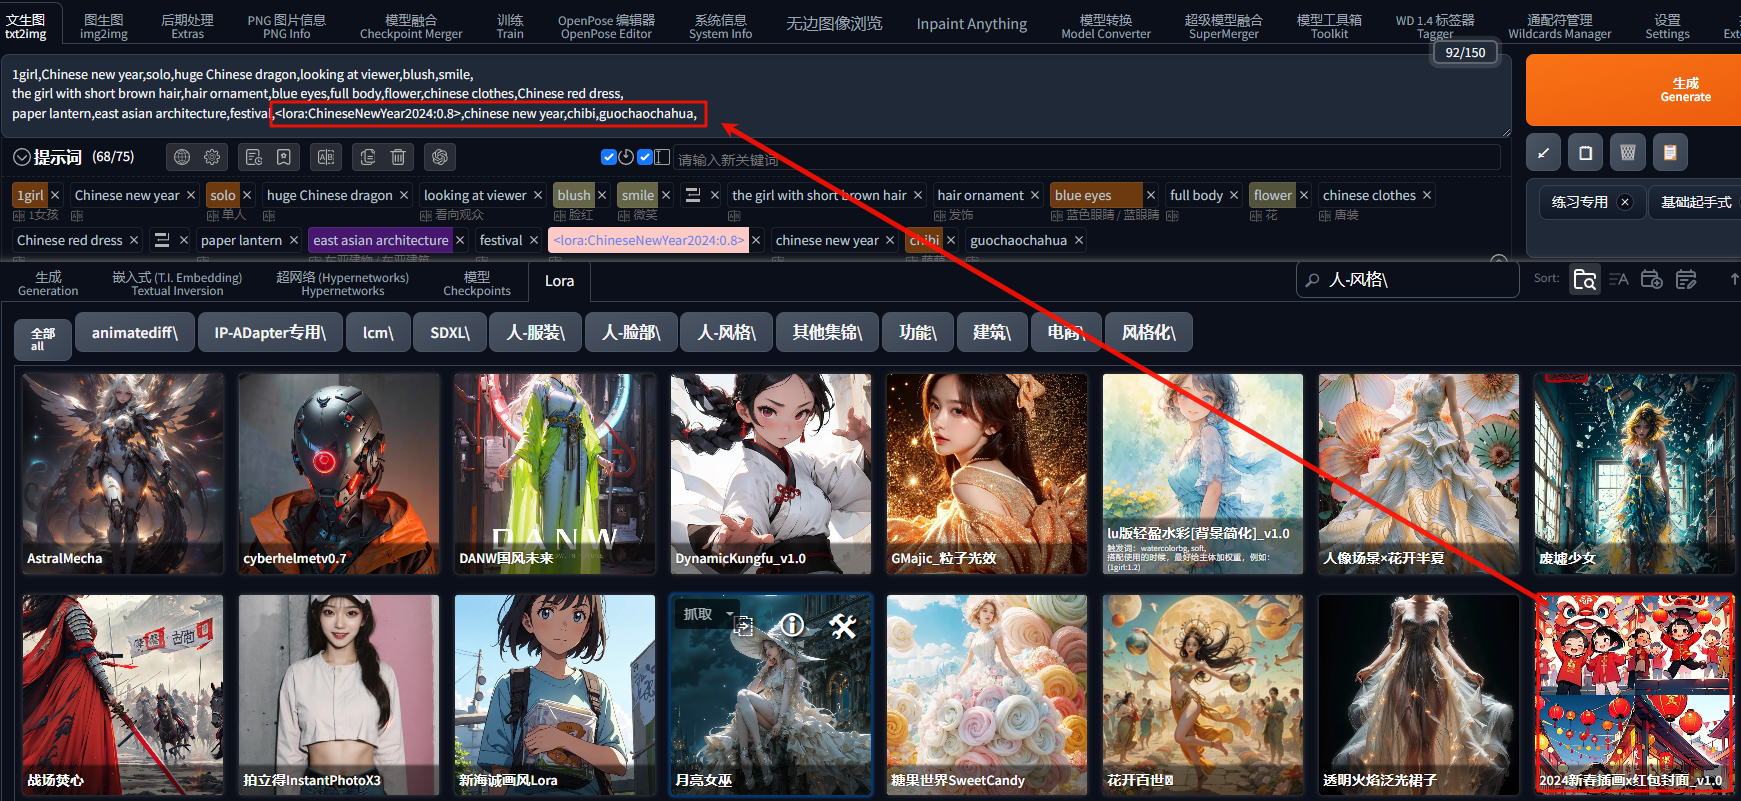 文生图
txt2img
图生图
img2img
后期处理
Extras
PNG 图片信息
PNG Info
模型融合
Checkpoint Merger
训练
Train
OpenPose 编辑器
OpenPose Editor
系统信息
System Info
无边图像浏览
Inpaint Anything
模型转换
Model Converter
超级模型融合
SuperMerger
模型工具箱
Toolkit
WD 1.4 标签器
Tagger
通配符管理
Wildcards Manager
设置
Settings
92/150
1girl,Chinese new year,solo,huge Chinese dragon,looking at viewer,blush,smile,
the girl with short brown hair,hair ornament,blue eyes,full body,flower,chinese clothes,Chinese red dress,
paper lantern,east asian architecture,festival,<lora:ChineseNewYear2024:0.8>,chinese new year,chibi,guochaochahua,
生成
Generate
提示词 (68/75)
请输入新关键词
1girl × Chinese new year × solo × huge Chinese dragon × looking at viewer × blush × smile × × the girl with short brown hair × hair ornament × blue eyes × full body × flower × chinese clothes ×
1女孩 单人 看向观众 脸红 微笑 发饰 蓝色眼睛 / 蓝眼睛 花 唐装
练习专用 × 基础起手式
Chinese red dress × × paper lantern × east asian architecture × festival × <lora:ChineseNewYear2024:0.8> × chinese new year × chibi × guochaochahua ×
生成
Generation
嵌入式 (T.I. Embedding)
Textual Inversion
超网络 (Hypernetworks)
Hypernetworks
模型
Checkpoints
Lora
人-风格\
Sort:
全部
all
animatediff\
IP-ADapter专用\
lcm\
SDXL\
人-服装\
人-脸部\
人-风格\
其他集锦\
功能\
建筑\
电商\
风格化\
AstralMecha
cyberhelmetv0.7
DANW
DANW国风未来
DynamicKungfu_v1.0
GMajic_粒子光效
lu版轻盈水彩[背景简化]_v1.0
触发词：watercolorbg, soft,
搭配使用的时候，最好给主体加权重，例如：
(1girl:1.2)
人像场景×花开半夏
废墟少女
战场焚心
拍立得InstantPhotoX3
新海诚画风Lora
抓取
月亮女巫
糖果世界SweetCandy
花开百世
透明火焰泛光裙子
2024新春插画x红包封面_v1.0